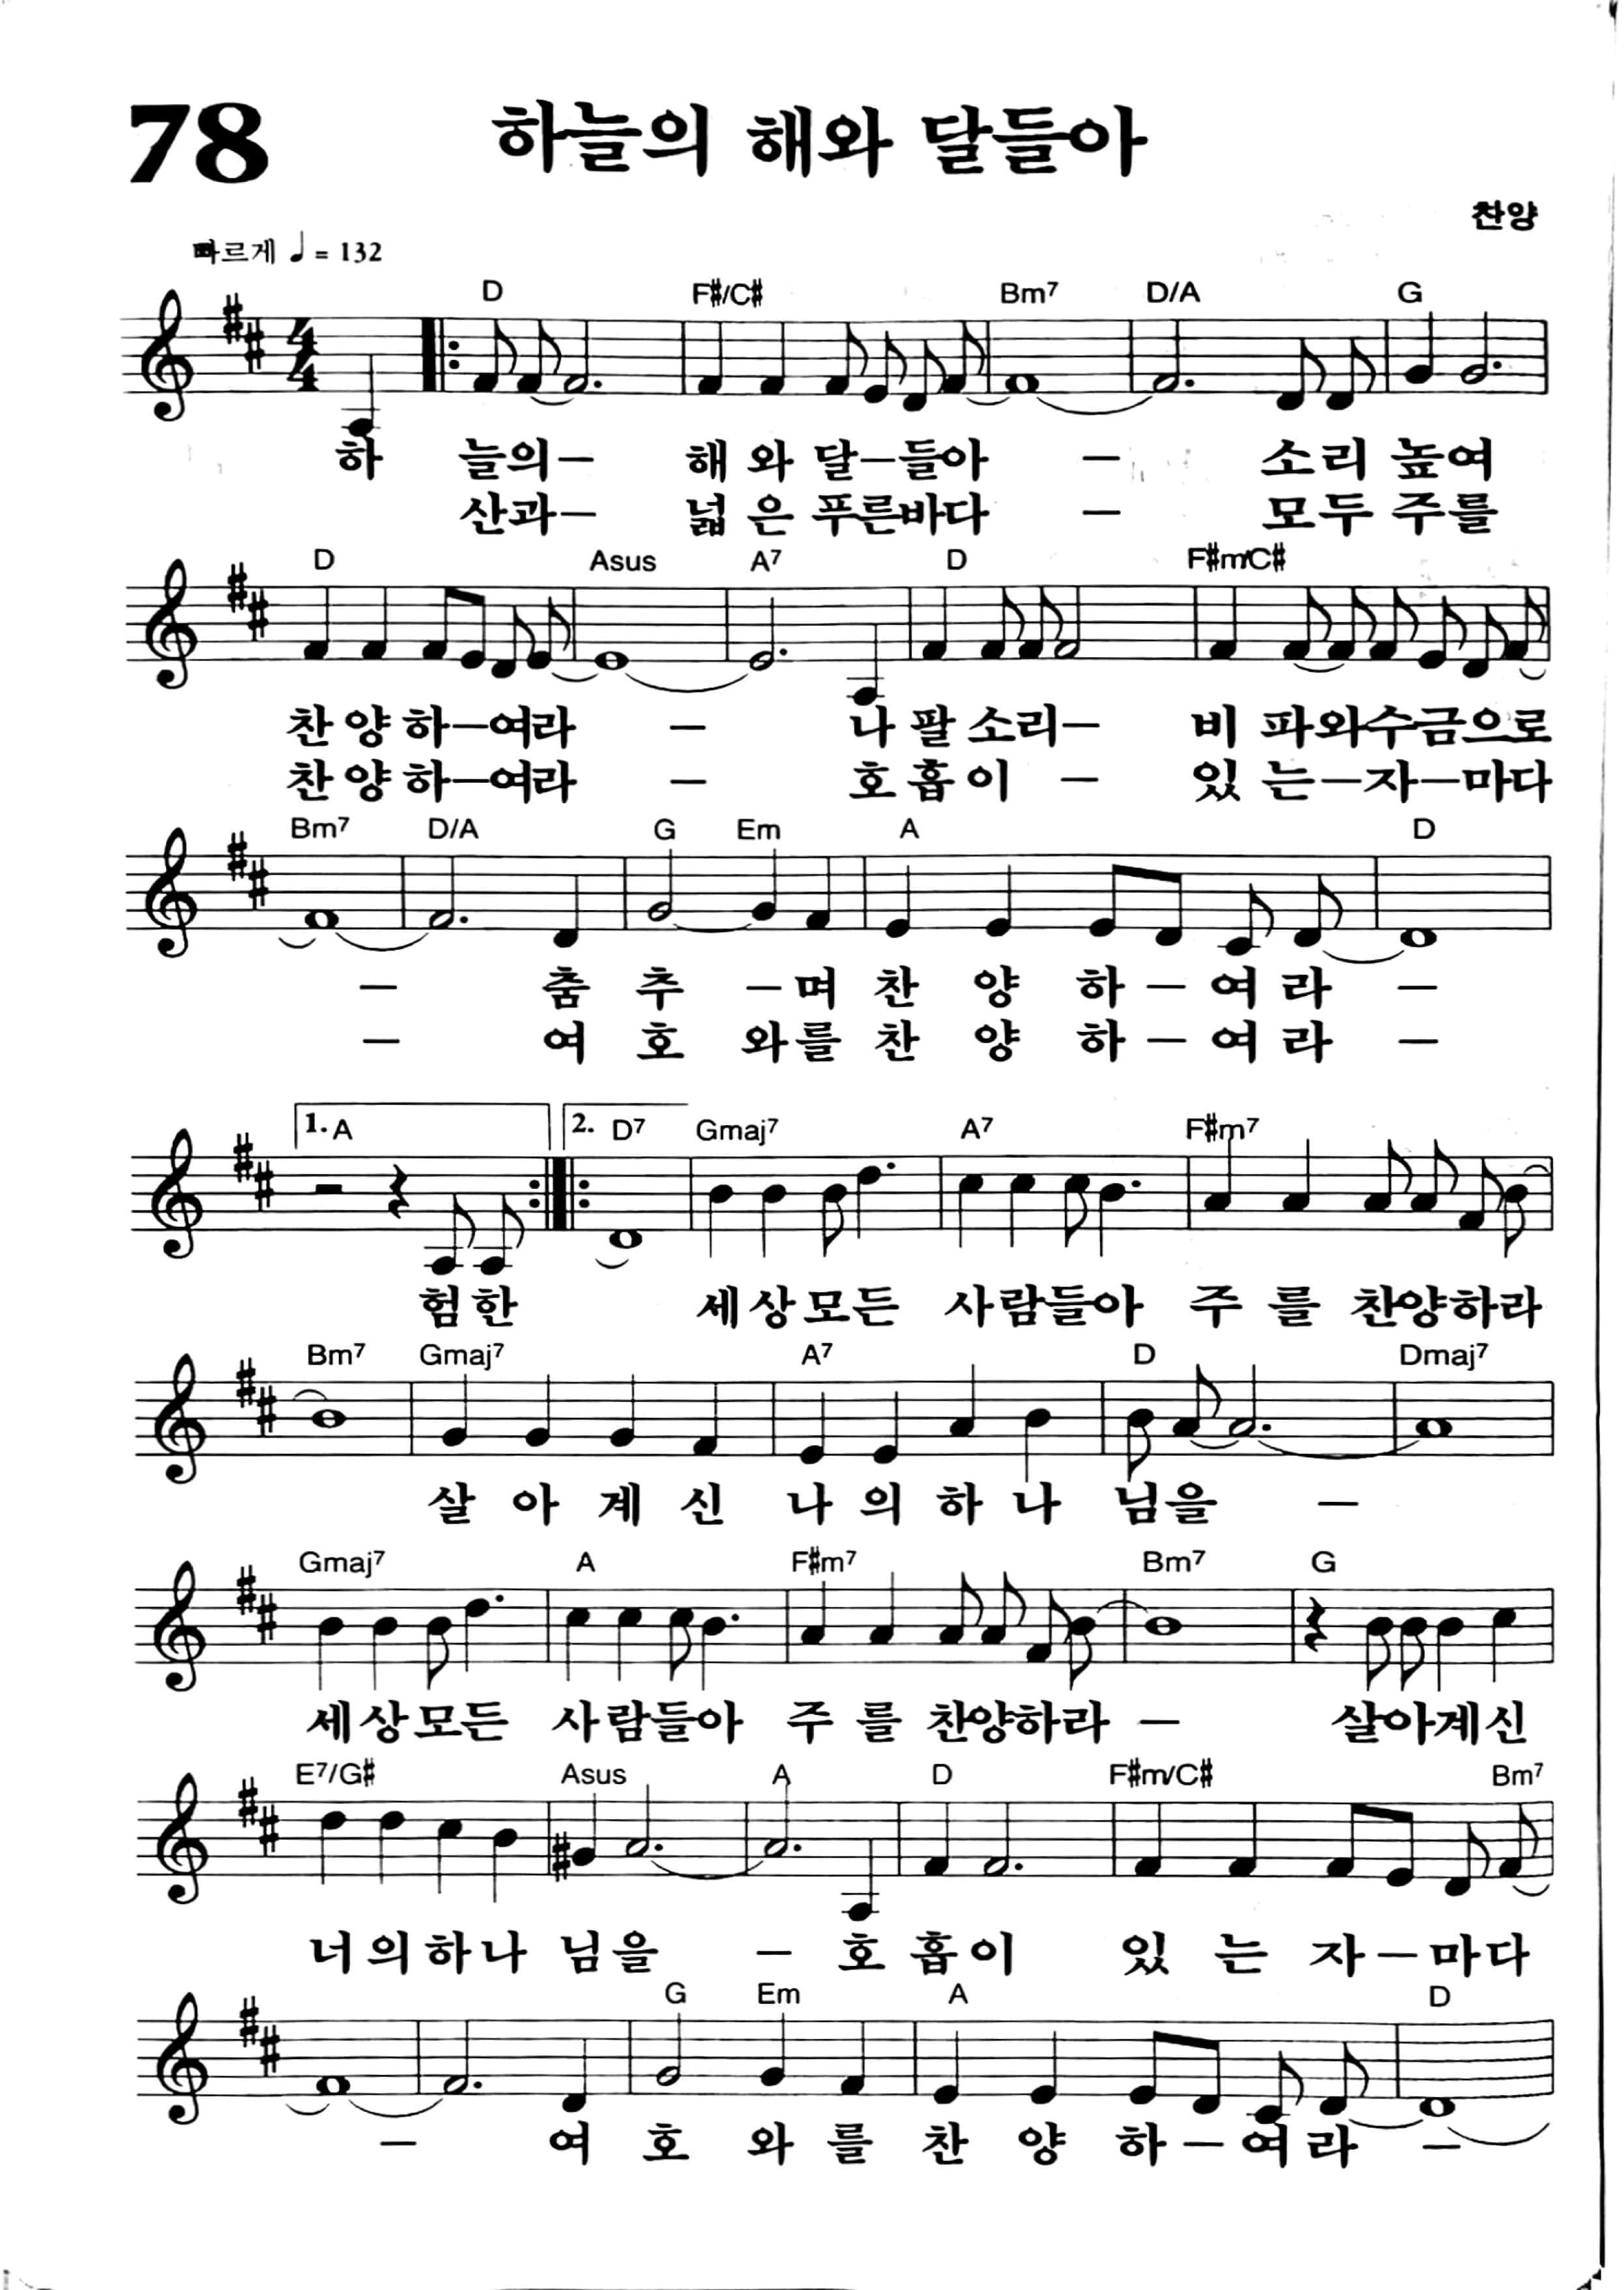 78 하늘의 해와 달들아
찬양
빠르게 ♩= 132
D F#/C# Bm7 D/A G
하 늘의- 해 와 달-들아 - 소 리 높여
산과- 넓 은 푸른바다 - 모두 주를
D Asus A7 D F#m/C#
찬 양 하-여라 - 나 팔 소리- 비 파와수금으로
찬 양 하-여라 - 호 흡 이 - 있 는-자-마다
Bm7 D/A G Em A D
- 춤 추 -며 찬 양 하-여 라 -
- 여 호 와를 찬 양 하-여 라 -
1. A 2. D7 Gmaj7 A7 F#m7
험한 세상모든 사람들아 주 를 찬양하라
Bm7 Gmaj7 A7 D Dmaj7
살 아 계 신 나 의 하 나 님을 -
Gmaj7 A F#m7 Bm7 G
세상모든 사람들아 주 를 찬양하라 - 살아계신
E7/G# Asus A D F#m/C# Bm7
너의하나 님을 - 호 흡이 있 는 자-마다
G Em A D
- 여 호 와 를 찬 양 하-여라 -